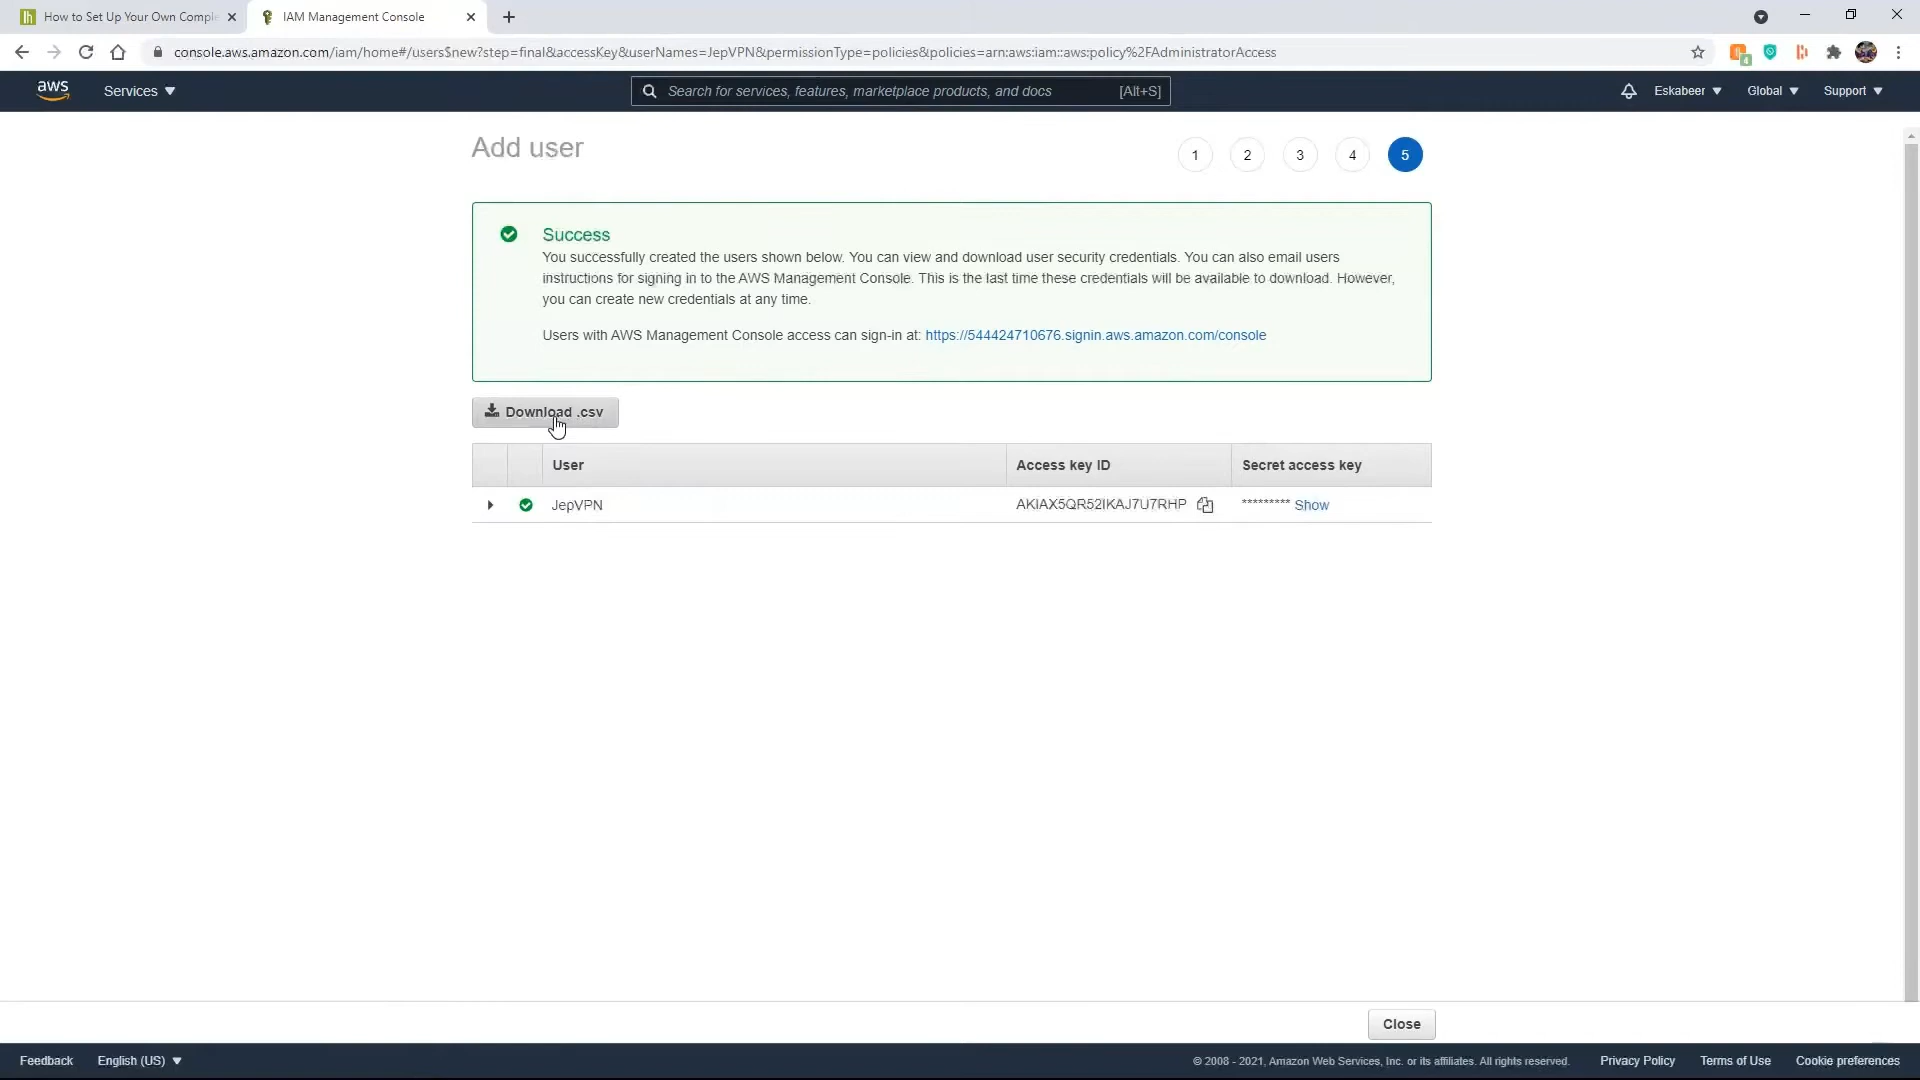 How to Set Up Your Own Comple
IAM Management Console
console.aws.amazon.com/iam/home#/users$new?step=final&accessKey&userNames=JepVPN&permissionType=policies&policies=arn:aws:iam::aws:policy%2FAdministratorAccess
4
aws
Services
Search for services, features, marketplace products, and docs
[Alt+S]
Eskabeer
Global
Support
Add user
1
2
3
4
5
Success
You successfully created the users shown below. You can view and download user security credentials. You can also email users
instructions for signing in to the AWS Management Console. This is the last time these credentials will be available to download. However,
you can create new credentials at any time.
Users with AWS Management Console access can sign-in at: https://544424710676.signin.aws.amazon.com/console
Download .csv
User
Access key ID
Secret access key
JepVPN
AKIAX5QR52IKAJ7U7RHP
********* Show
Close
Feedback
English (US)
© 2008 - 2021, Amazon Web Services, Inc. or its affiliates. All rights reserved.
Privacy Policy
Terms of Use
Cookie preferences